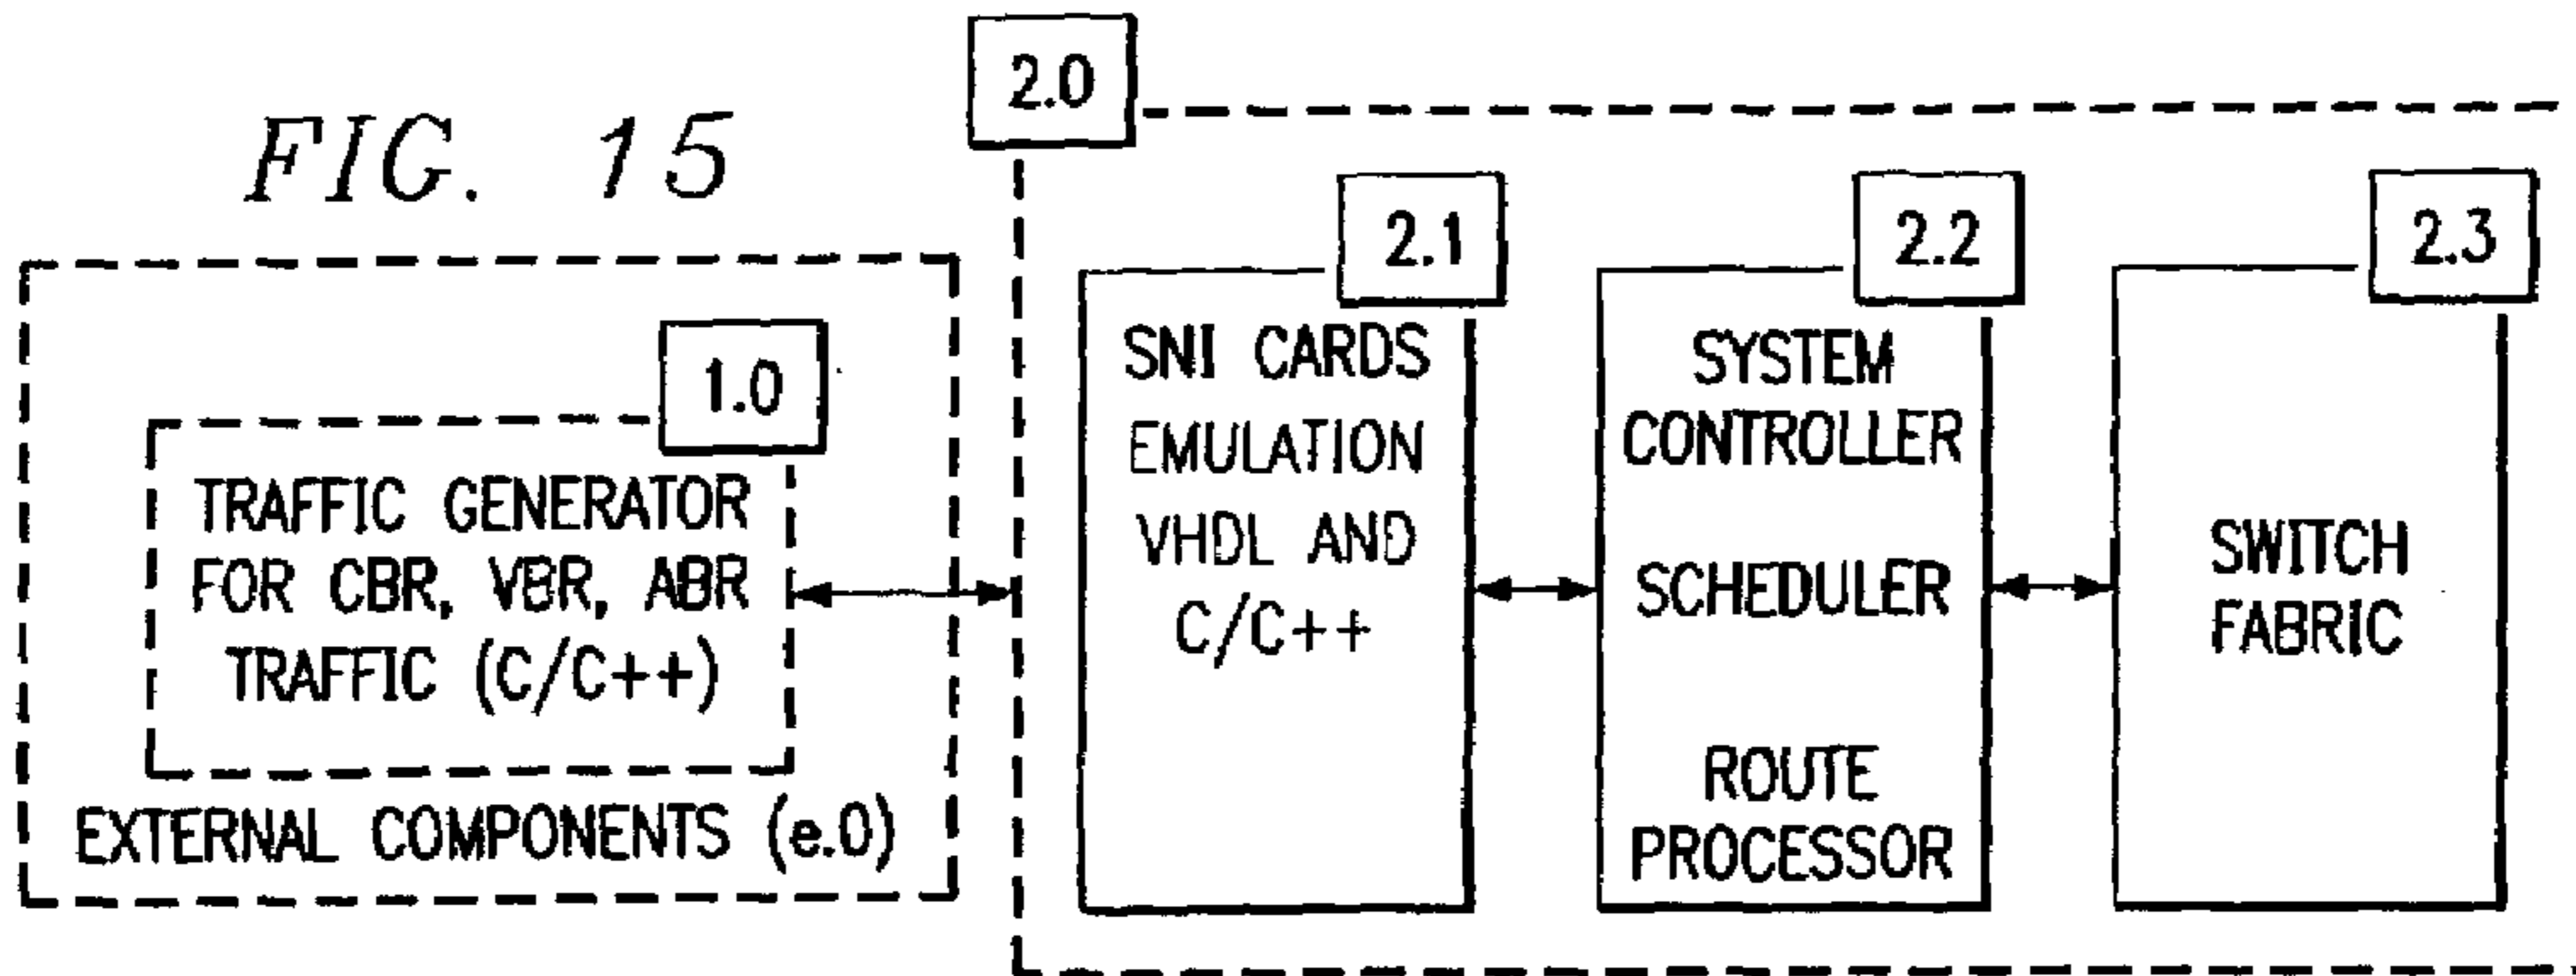 FIG. 15
2.0
1.0
TRAFFIC GENERATOR
FOR CBR, VBR, ABR
TRAFFIC (C/C++)
EXTERNAL COMPONENTS (e.0)
2.1
SNI CARDS
EMULATION
VHDL AND
C/C++
2.2
SYSTEM
CONTROLLER
SCHEDULER
ROUTE
PROCESSOR
2.3
SWITCH
FABRIC